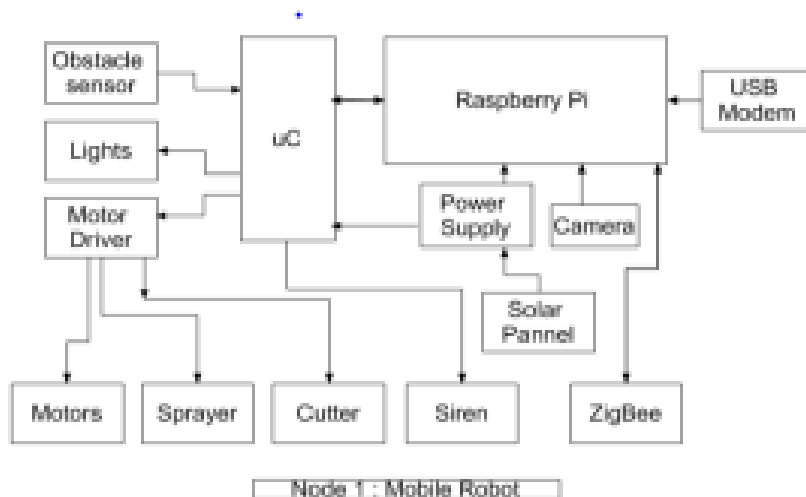 Obstacle
sensor
uC
Raspberry Pi
USB
Modem
Lights
Motor
Driver
Power
Supply
Camera
Solar
Pannel
Motors
Sprayer
Cutter
Siren
ZigBee
Node 1 : Mobile Robot